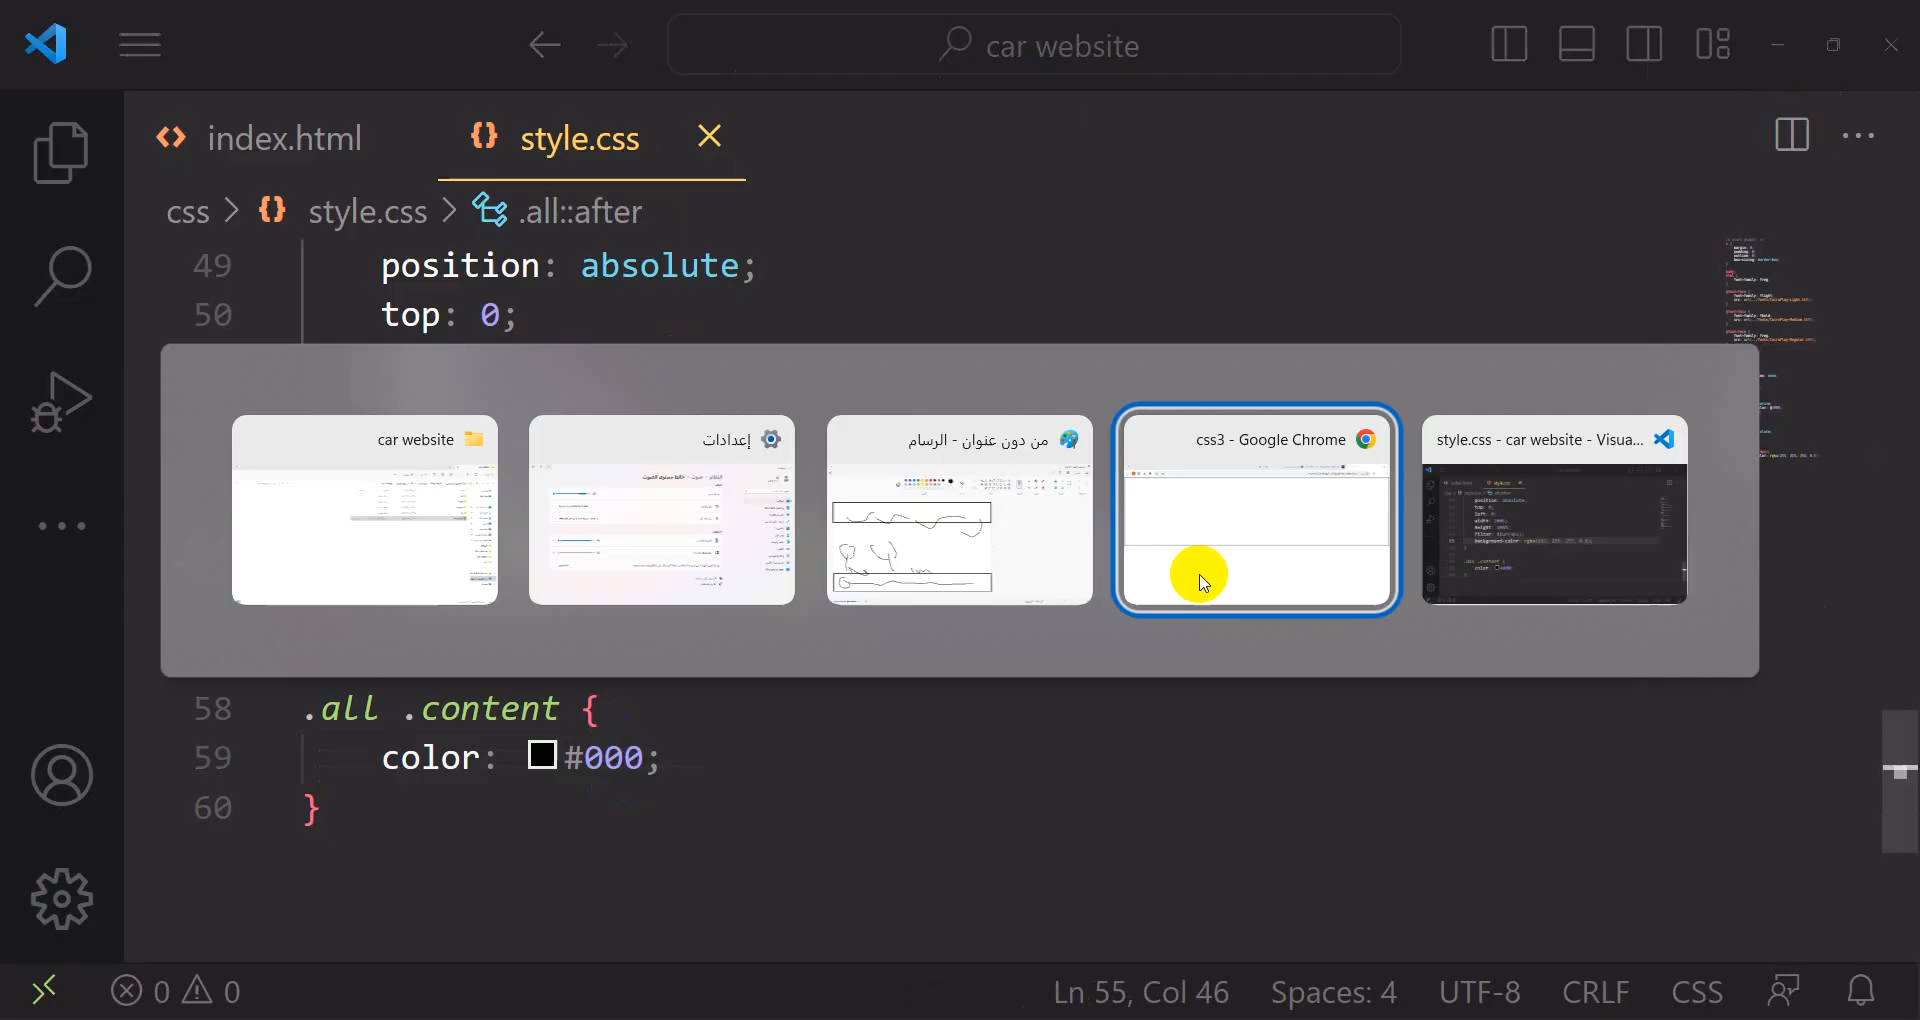 car website
index.html
style.css
css > style.css > .all::after
49 position: absolute;
50 top: 0;
car website
إعدادات
من دون عنوان - الرسام
css3 - Google Chrome
style.css - car website - Visua...
58 .all .content {
59 color: #000;
60 }
0 0
Ln 55, Col 46
Spaces: 4
UTF-8
CRLF
CSS